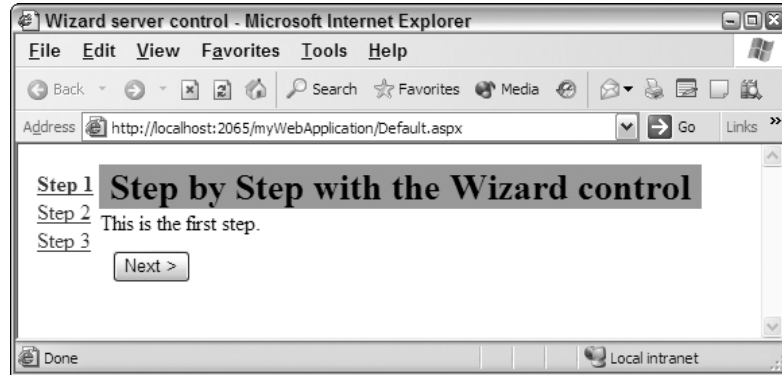 Wizard server control - Microsoft Internet Explorer
File Edit View Favorites Tools Help
Back Search Favorites Media
Address http://localhost:2065/myWebApplication/Default.aspx Go Links »
Step 1
Step by Step with the Wizard control
Step 2
This is the first step.
Step 3
Next >
Done Local intranet